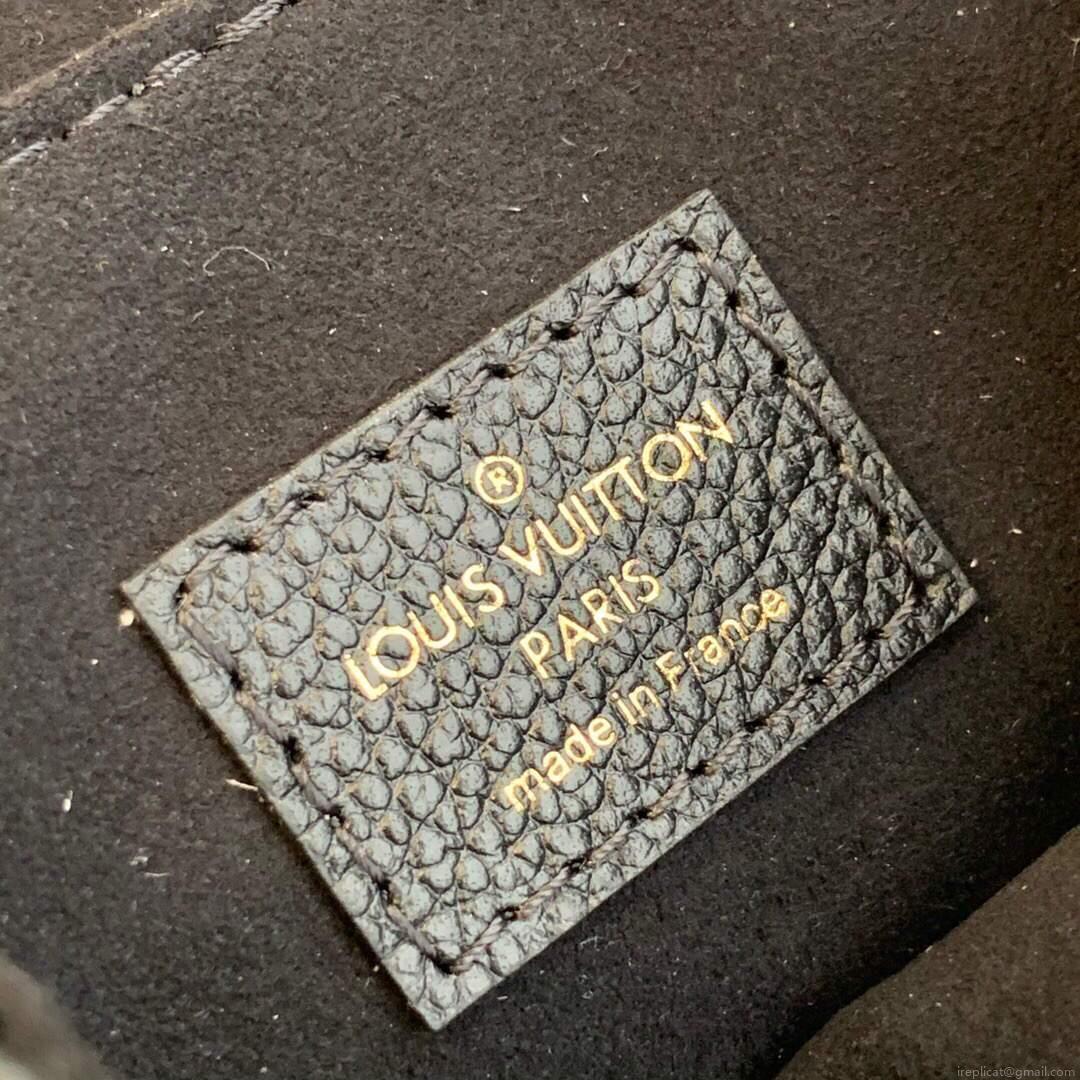 ®
LOUIS VUITTON
PARIS
made in France
ireplicat@gmail.com